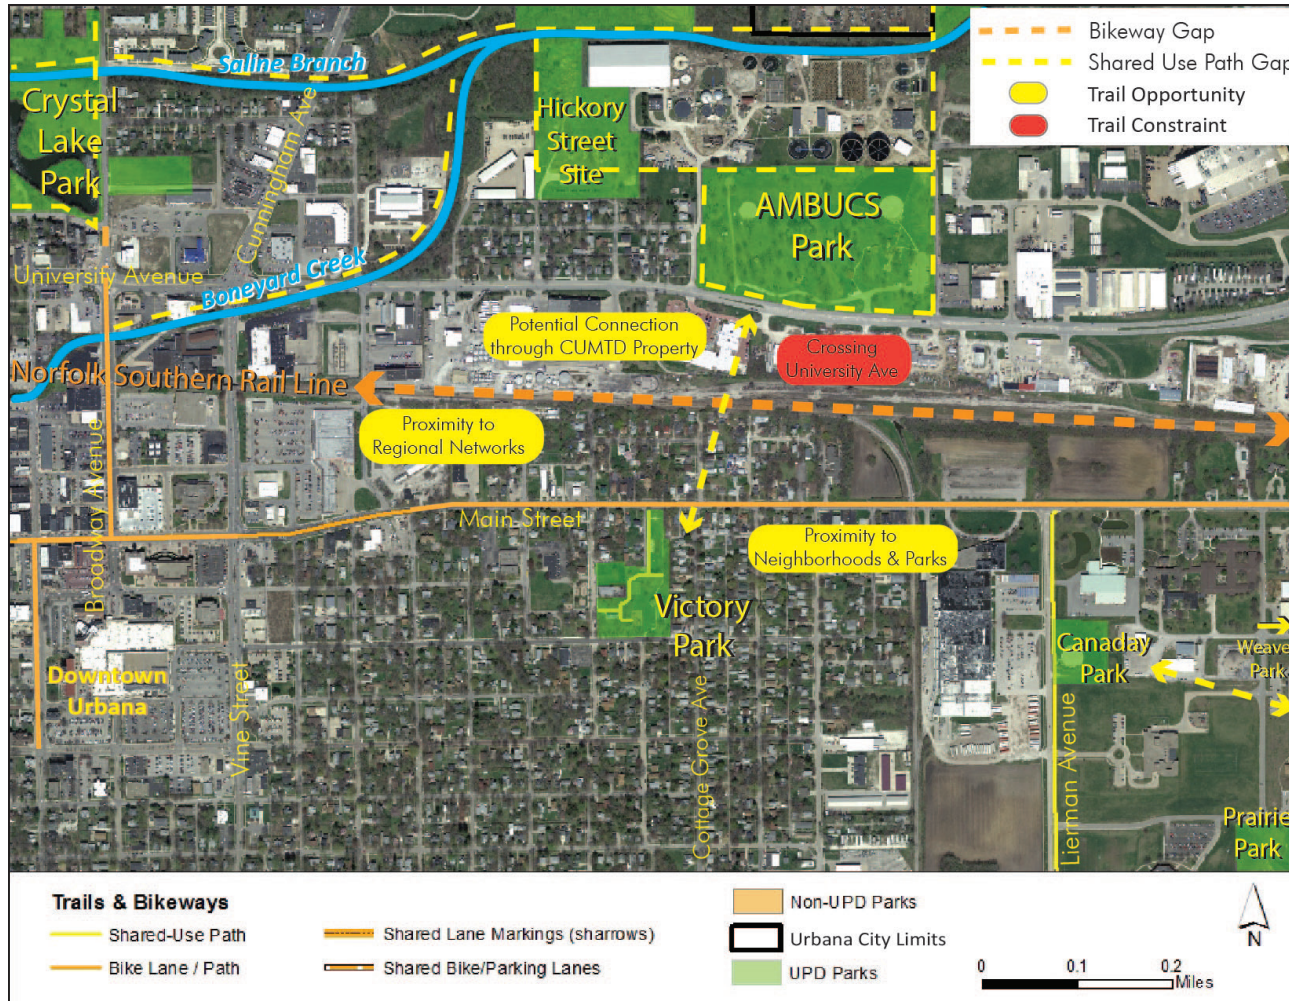 Bikeway Gap
Shared Use Path Gap
Trail Opportunity
Trail Constraint
Saline Branch
Crystal
Lake
Park
Cunningham Ave
Hickory
Street
Site
AMBUCS
Park
University Avenue
Boneyard Creek
Potential Connection
through CUMTD Property
Crossing
University Ave
Norfolk Southern Rail Line
Proximity to
Regional Networks
Broadway Avenue
Main Street
Proximity to
Neighborhoods & Parks
Victory
Park
Canaday
Park
Weave
Park
Downtown
Urbana
Vine Street
Cottage Grove Ave
Lierman Avenue
Prairie
Park
Trails & Bikeways
Shared-Use Path
Bike Lane / Path
Shared Lane Markings (sharrows)
Shared Bike/Parking Lanes
Non-UPD Parks
Urbana City Limits
UPD Parks
N
0 0.1 0.2
Miles